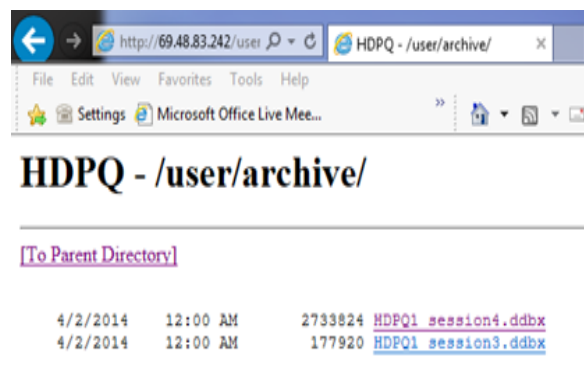 http://69.48.83.242/user
HDPQ - /user/archive/
File Edit View Favorites Tools Help
Settings Microsoft Office Live Mee...
HDPQ - /user/archive/
[To Parent Directory]
4/2/2014 12:00 AM 2733824 HDPQ1 session4.ddbx
4/2/2014 12:00 AM 177920 HDPQ1 session3.ddbx